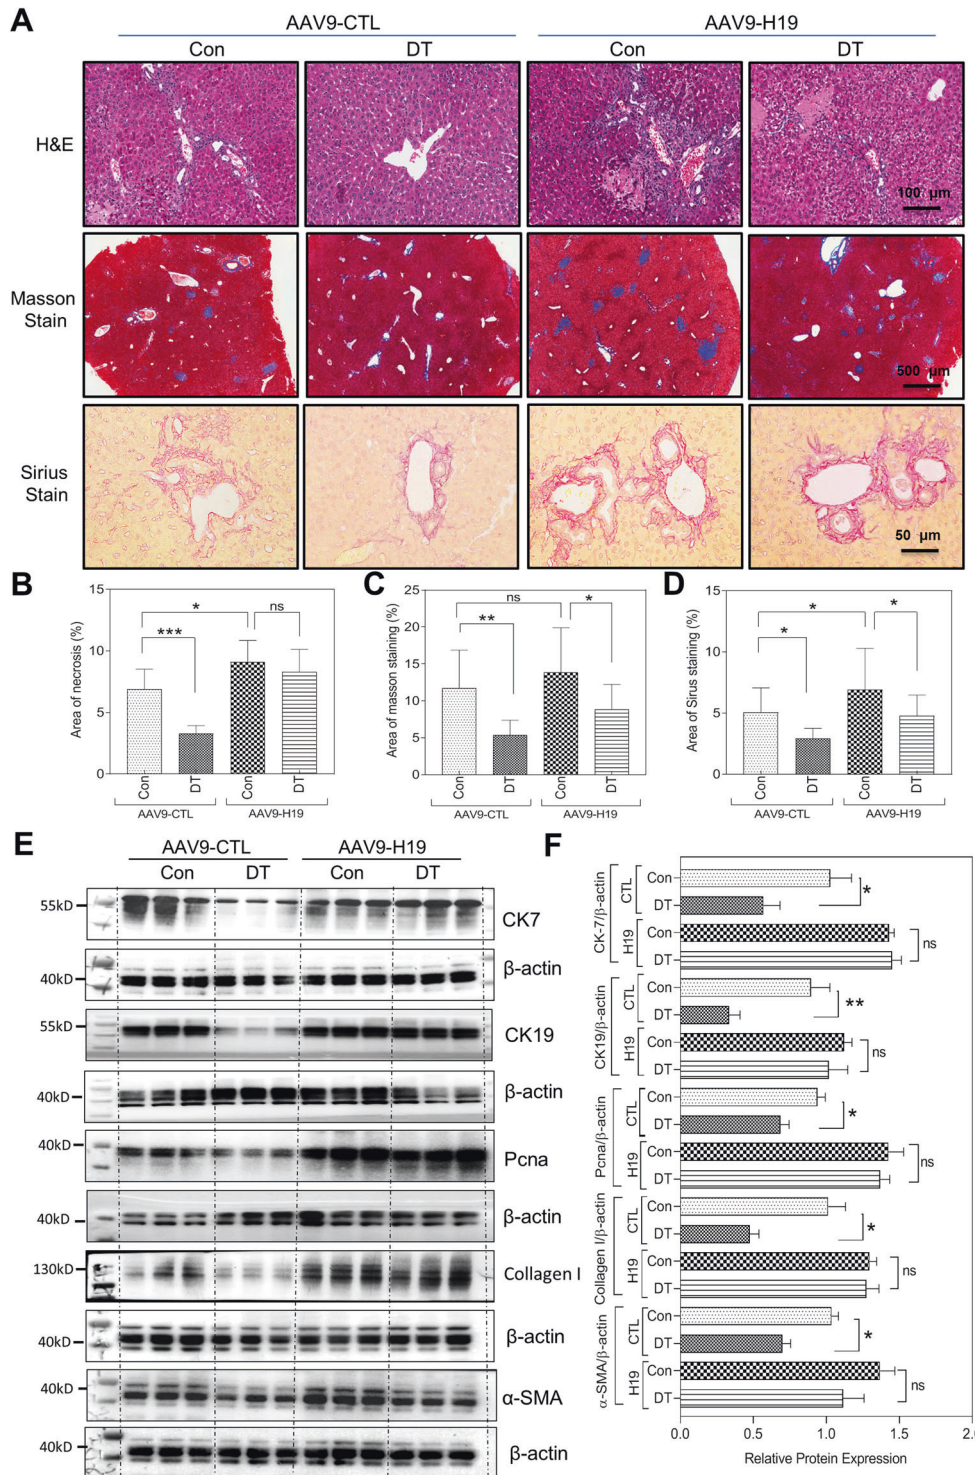 A
AAV9-CTL
AAV9-H19
Con
DT
Con
DT
H&E
100 µm
Masson
Stain
500 µm
Sirius
Stain
50 µm
B
Area of necrosis (%)
15
10
5
0
*
***
ns
Con
DT
Con
DT
AAV9-CTL
AAV9-H19
C
Area of masson staining (%)
25
20
15
10
5
0
ns
**
*
Con
DT
Con
DT
AAV9-CTL
AAV9-H19
D
Area of Sirus staining (%)
15
10
5
0
*
*
*
Con
DT
Con
DT
AAV9-CTL
AAV9-H19
E
AAV9-CTL
AAV9-H19
Con
DT
Con
DT
55kD
CK7
40kD
β-actin
55kD
CK19
40kD
β-actin
40kD
Pcna
40kD
β-actin
130kD
Collagen I
40kD
β-actin
40kD
α-SMA
40kD
β-actin
F
CK-7/β-actin
CTL
Con
DT
*
H19
Con
DT
ns
CK19/β-actin
CTL
Con
DT
**
H19
Con
DT
ns
Pcna/β-actin
CTL
Con
DT
*
H19
Con
DT
ns
Collagen I/β-actin
CTL
Con
DT
*
H19
Con
DT
ns
α-SMA/β-actin
CTL
Con
DT
*
H19
Con
DT
ns
0.0
0.5
1.0
1.5
2.0
Relative Protein Expression